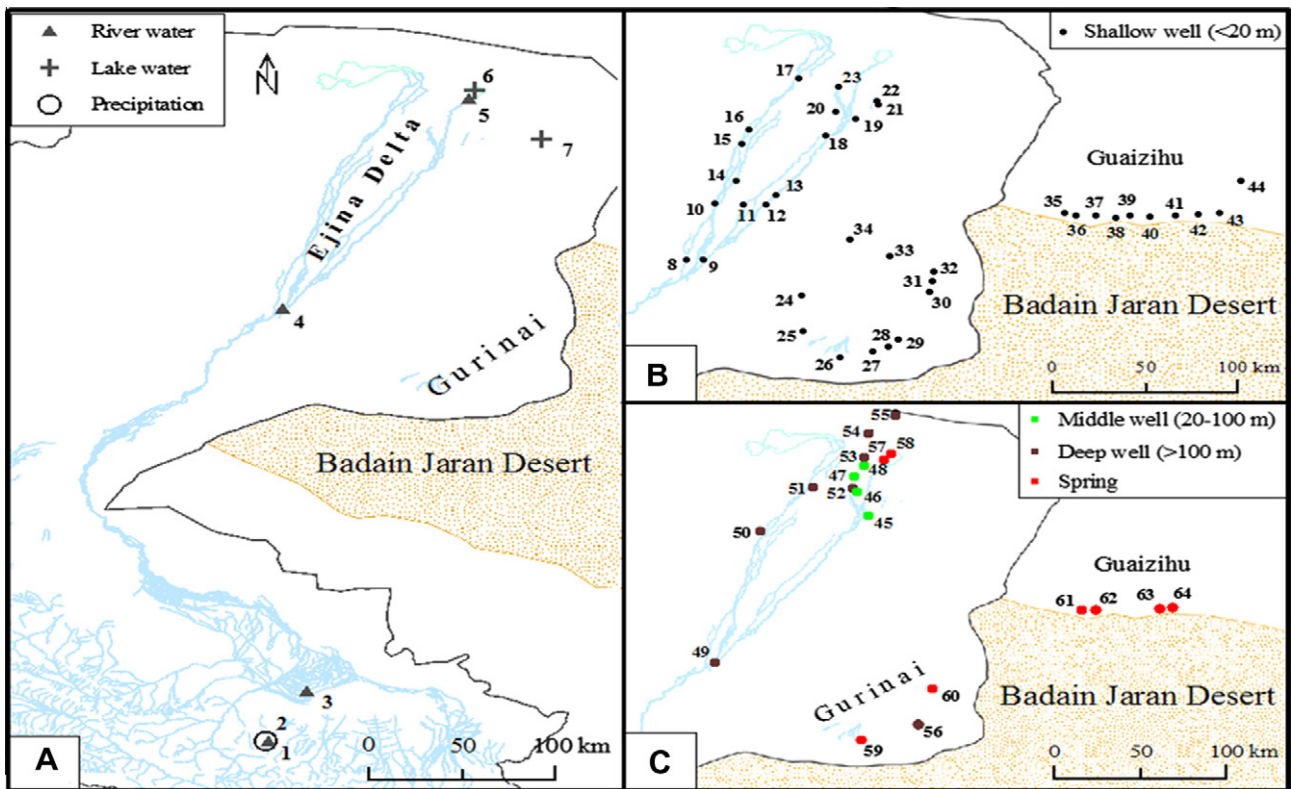 River water
Lake water
Precipitation
N
6
5
7
Ejina Delta
4
Gurinai
Badain Jaran Desert
3
2
1
0 50 100 km
A
Shallow well (<20 m)
17
23
22
20
21
16
19
15
18
14
13
10
11
12
8
9
34
33
32
31
30
24
25
28
29
26
27
Guaizihu
44
35
37
39
41
36
38
40
42
43
Badain Jaran Desert
0 50 100 km
B
Middle well (20-100 m)
Deep well (>100 m)
Spring
55
54
57
58
53
48
47
51
52
46
45
50
49
Gurinai
60
56
59
Guaizihu
61
62
63
64
Badain Jaran Desert
0 50 100 km
C